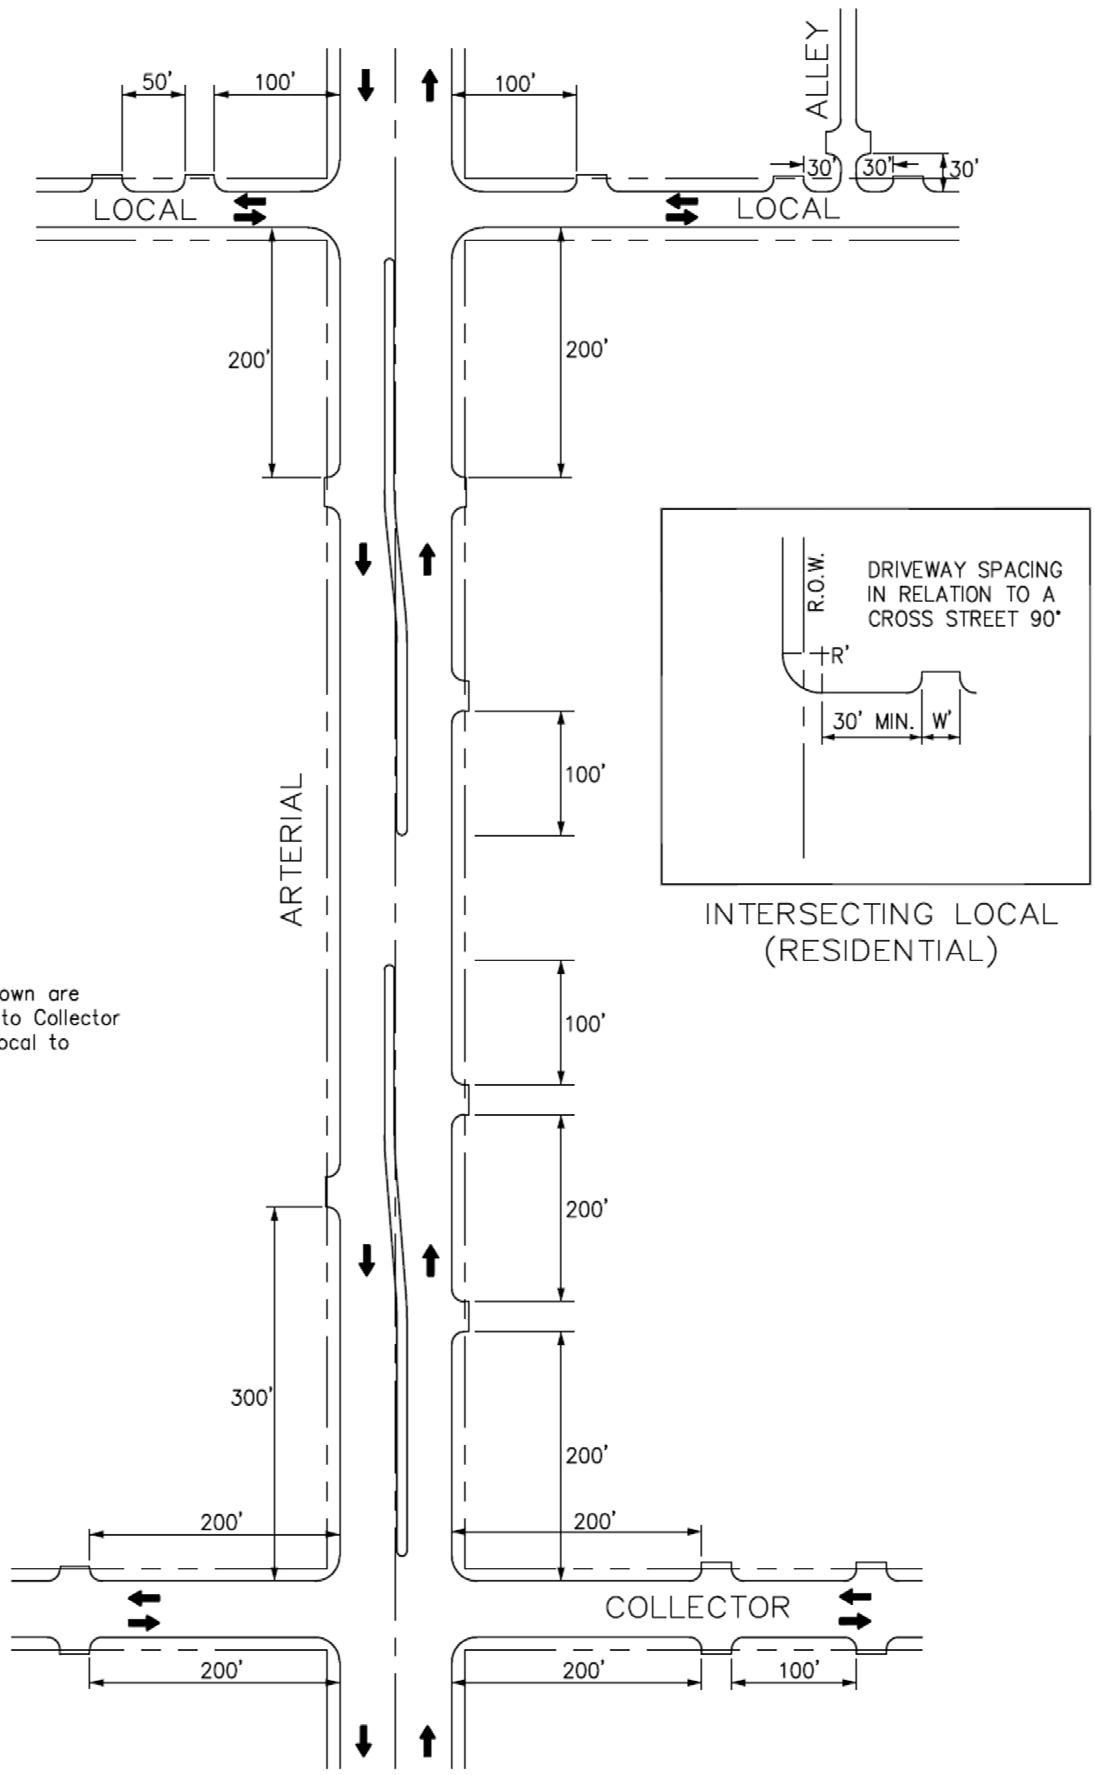 ALLEY
50'
100'
100'
30'
30'
30'
LOCAL
LOCAL
200'
200'
R.O.W.
DRIVEWAY SPACING
IN RELATION TO A
CROSS STREET 90°
R'
30' MIN.
W'
100'
ARTERIAL
INTERSECTING LOCAL
(RESIDENTIAL)
own are
to Collector
ocal to
100'
200'
300'
200'
200'
200'
COLLECTOR
200'
200'
100'